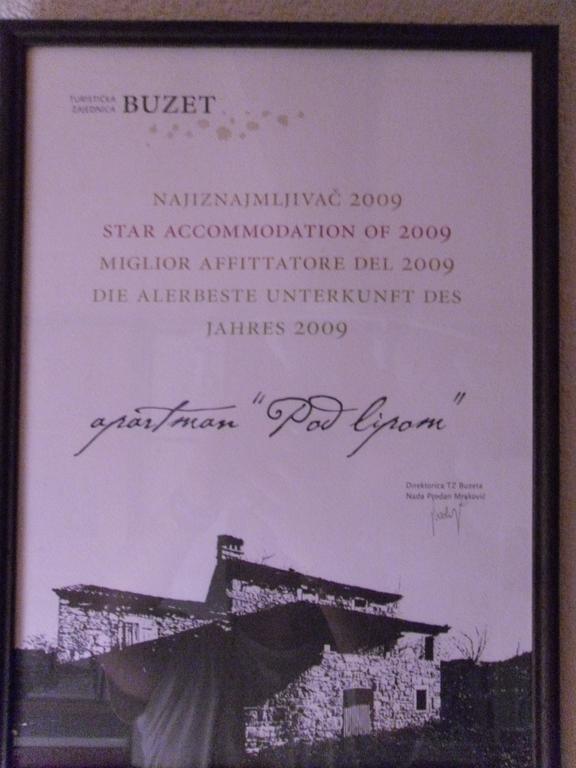 TURISTIČKA
ZAJEDNICA BUZET
NAJIZNAJMLJIVAČ 2009
STAR ACCOMMODATION OF 2009
MIGLIOR AFFITTATORE DEL 2009
DIE ALERBESTE UNTERKUNFT DES
JAHRES 2009
apartman "Pod lipom"
Direktorica TZ Buzeta
Nada Prodan Mraković